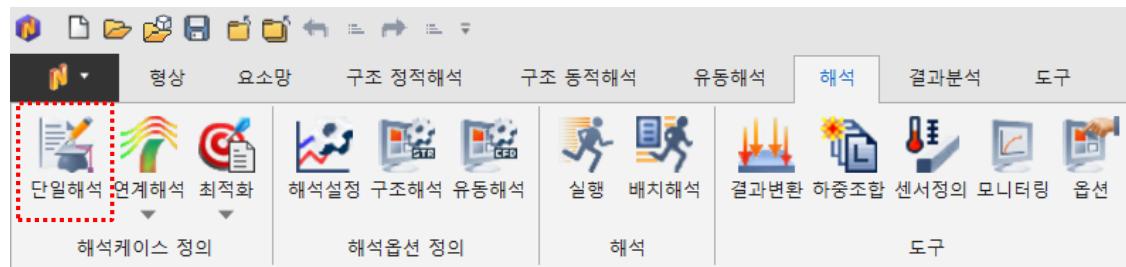 형상 요소망 구조 정적해석 구조 동적해석 유동해석 해석 결과분석 도구
단일해석 연계해석 최적화 해석설정 구조해석 유동해석 실행 배치해석 결과변환 하중조합 센서정의 모니터링 옵션
해석케이스 정의 해석옵션 정의 해석 도구